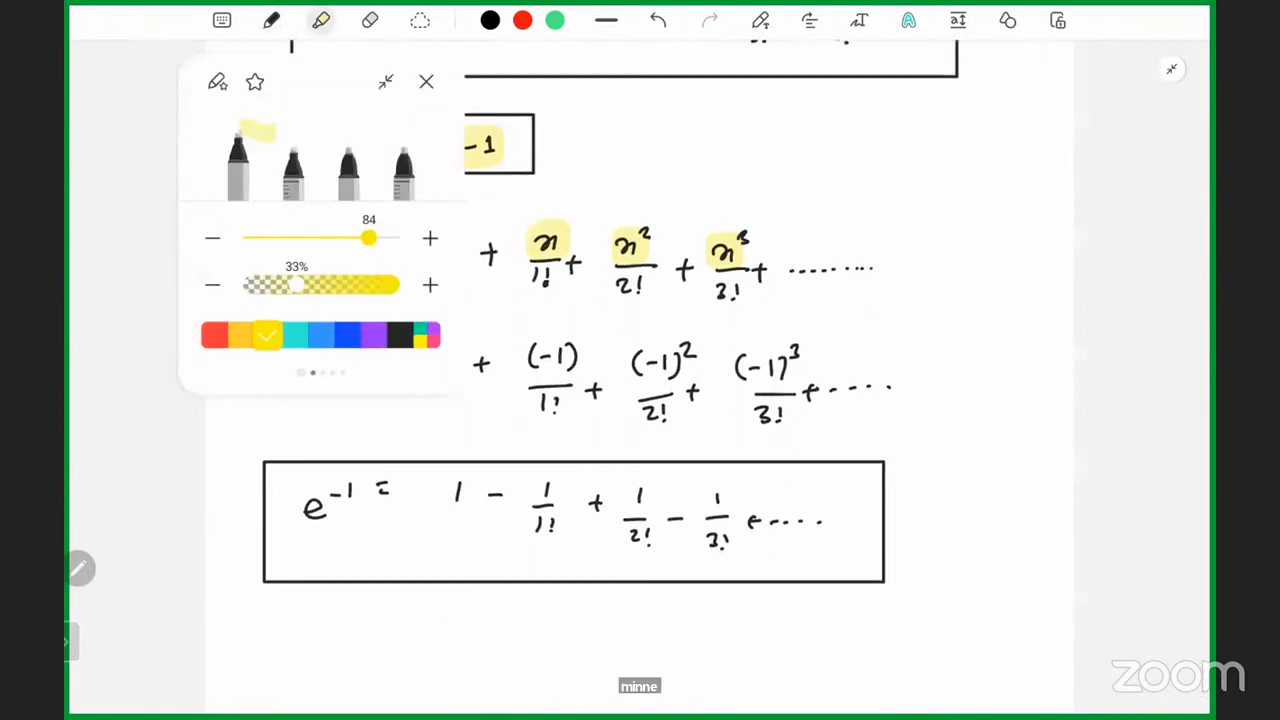 84
33%
-1
+ x/1! + x²/2! + x³/3! + .........
+ (-1)/1! + (-1)²/2! + (-1)³/3! + .....
e⁻¹ = 1 - 1/1! + 1/2! - 1/3! + ....
minne
zoom